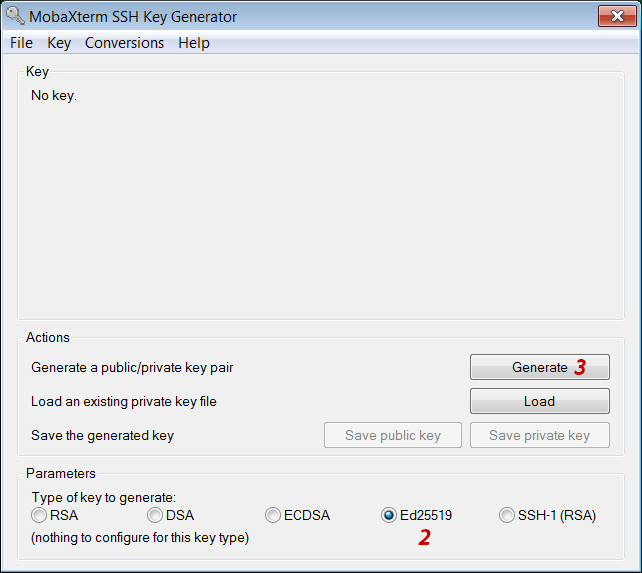 MobaXterm SSH Key Generator
File Key Conversions Help
Key
No key.
Actions
Generate a public/private key pair
Generate 3
Load an existing private key file
Load
Save the generated key
Save public key
Save private key
Parameters
Type of key to generate:
RSA DSA ECDSA Ed25519 SSH-1 (RSA)
(nothing to configure for this key type)
2